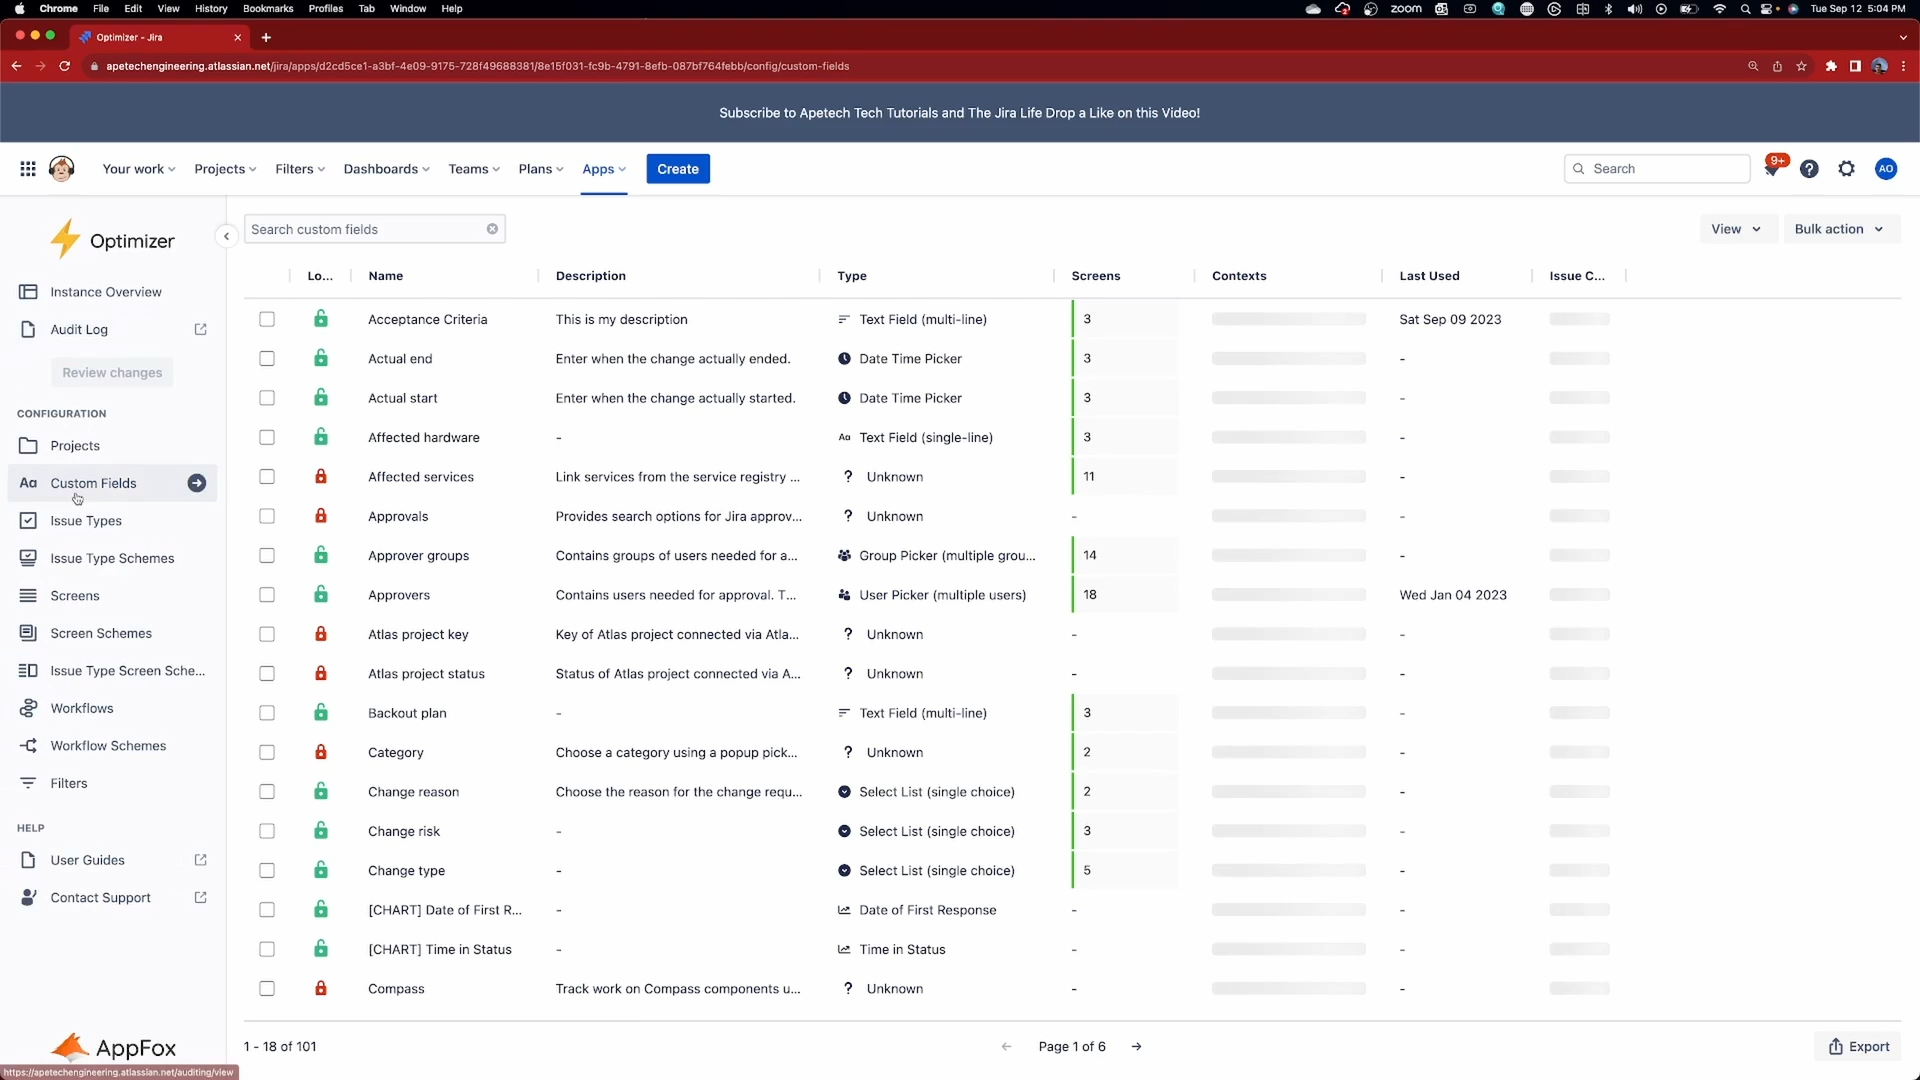 Chrome File Edit View History Bookmarks Profiles Tab Window Help zoom Tue Sep 12 5:04 PM
Optimizer - Jira
apetechengineering.atlassian.net/jira/apps/d2cd5ce1-a3bf-4e09-9175-728f49688381/8e15f031-fc9b-4791-8efb-087bf764febb/config/custom-fields
Subscribe to Apetech Tech Tutorials and The Jira Life Drop a Like on this Video!
Your work Projects Filters Dashboards Teams Plans Apps Create Search 9+ AO
Optimizer
Instance Overview
Audit Log
Review changes
CONFIGURATION
Projects
Aa Custom Fields
Issue Types
Issue Type Schemes
Screens
Screen Schemes
Issue Type Screen Sche...
Workflows
Workflow Schemes
Filters
HELP
User Guides
Contact Support
AppFox
https://apetechengineering.atlassian.net/auditing/view
Search custom fields View Bulk action
Lo... Name Description Type Screens Contexts Last Used Issue C...
Acceptance Criteria This is my description Text Field (multi-line) 3 Sat Sep 09 2023
Actual end Enter when the change actually ended. Date Time Picker 3 -
Actual start Enter when the change actually started. Date Time Picker 3 -
Affected hardware - Aa Text Field (single-line) 3 -
Affected services Link services from the service registry ... ? Unknown 11 -
Approvals Provides search options for Jira approv... ? Unknown - -
Approver groups Contains groups of users needed for a... Group Picker (multiple grou... 14 -
Approvers Contains users needed for approval. T... User Picker (multiple users) 18 Wed Jan 04 2023
Atlas project key Key of Atlas project connected via Atla... ? Unknown - -
Atlas project status Status of Atlas project connected via A... ? Unknown - -
Backout plan - Text Field (multi-line) 3 -
Category Choose a category using a popup pick... ? Unknown 2 -
Change reason Choose the reason for the change requ... Select List (single choice) 2 -
Change risk - Select List (single choice) 3 -
Change type - Select List (single choice) 5 -
[CHART] Date of First R... - Date of First Response - -
[CHART] Time in Status - Time in Status - -
Compass Track work on Compass components u... ? Unknown - -
1 - 18 of 101 Page 1 of 6 Export